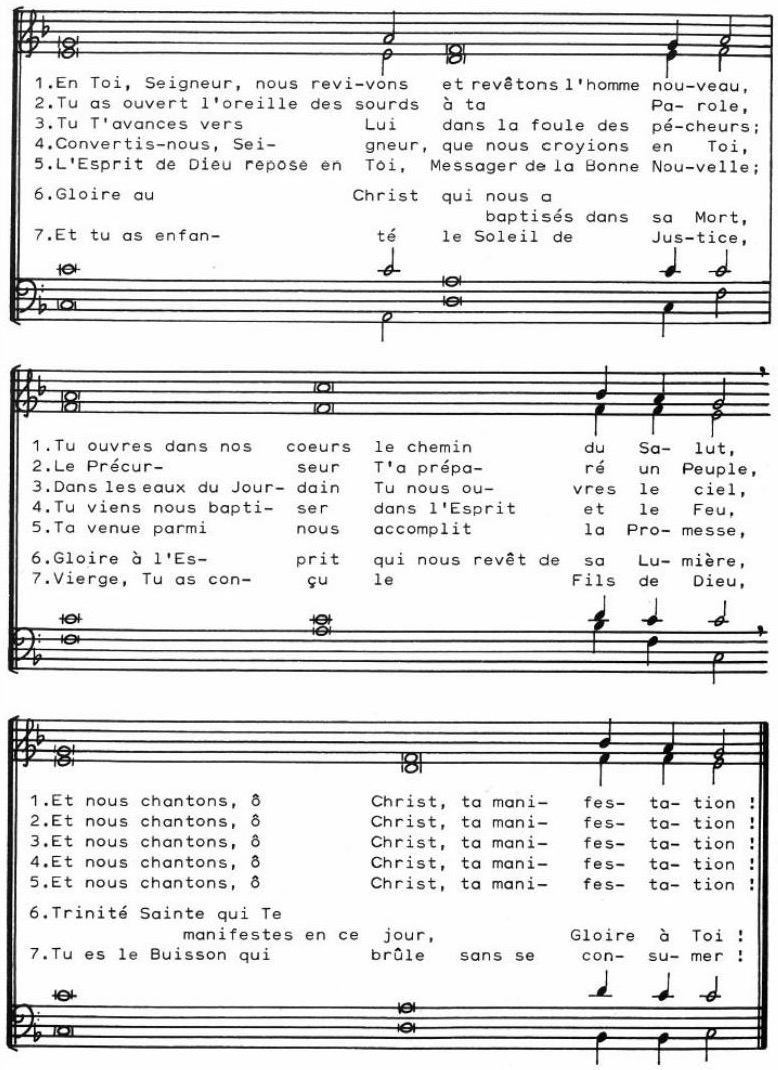 1.En Toi, Seigneur, nous revi-vons et revêtons l'homme nou-veau,
2.Tu as ouvert l'oreille des sourds à ta Pa- role,
3.Tu T'avances vers Lui dans la foule des pé-cheurs;
4.Convertis-nous, Sei- gneur, que nous croyions en Toi,
5.L'Esprit de Dieu repose en Toi, Messager de la Bonne Nou-velle;
6.Gloire au Christ qui nous a
baptisés dans sa Mort,
7.Et tu as enfan- té le Soleil de Jus-tice,
1.Tu ouvres dans nos coeurs le chemin du Sa- lut,
2.Le Précur- seur T'a prépa- ré un Peuple,
3.Dans les eaux du Jour- dain Tu nous ou- vres le ciel,
4.Tu viens nous bapti- ser dans l'Esprit et le Feu,
5.Ta venue parmi nous accomplit la Pro- messe,
6.Gloire à l'Es- prit qui nous revêt de sa Lu- mière,
7.Vierge, Tu as con- çu le Fils de Dieu,
1.Et nous chantons, ô Christ, ta mani- fes- ta- tion !
2.Et nous chantons, ô Christ, ta mani- fes- ta- tion !
3.Et nous chantons, ô Christ, ta mani- fes- ta- tion !
4.Et nous chantons, ô Christ, ta mani- fes- ta- tion !
5.Et nous chantons, ô Christ, ta mani- fes- ta- tion !
6.Trinité Sainte qui Te
manifestes en ce jour, Gloire à Toi !
7.Tu es le Buisson qui brûle sans se con- su- mer !